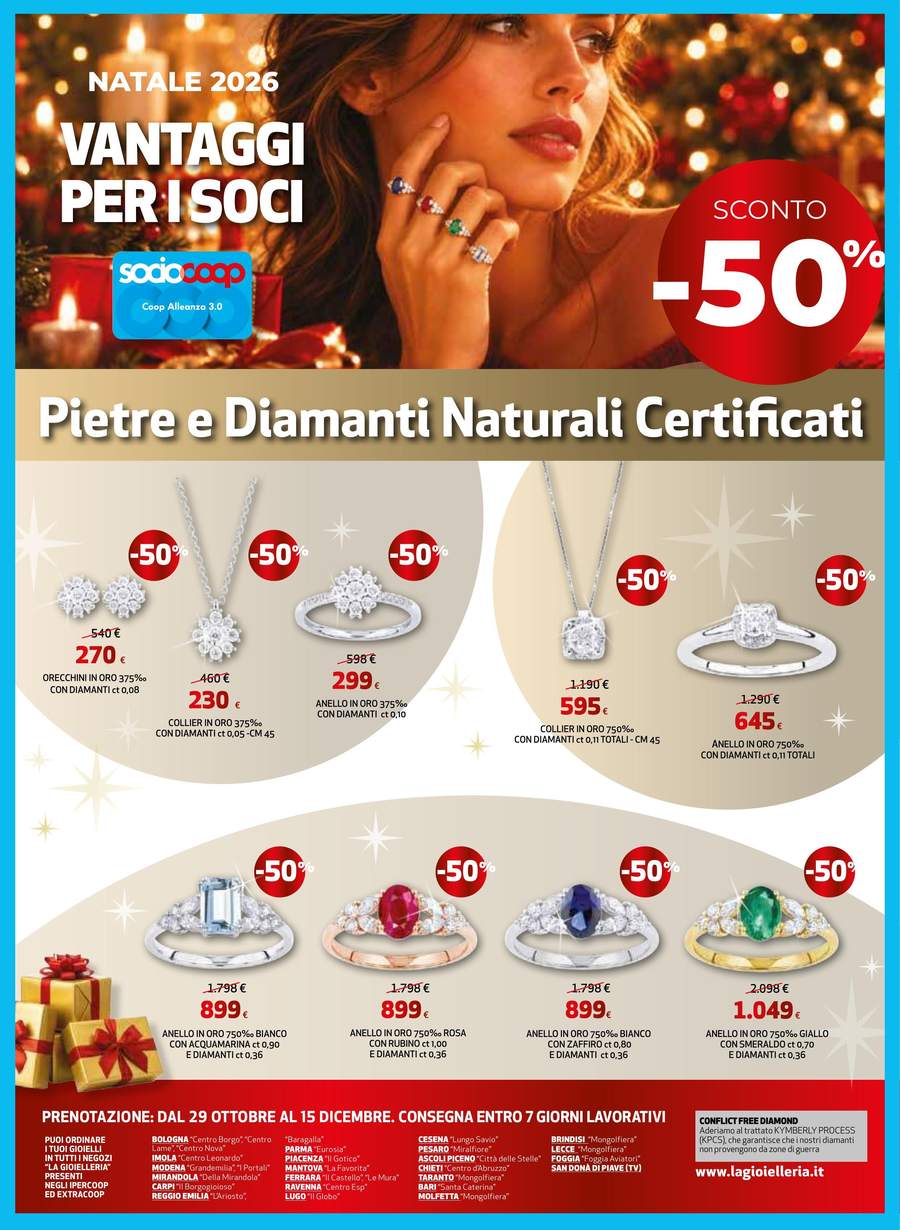 NATALE 2026
VANTAGGI
PER I SOCI
sociocoop
Coop Alleanza 3.0
SCONTO
-50%
Pietre e Diamanti Naturali Certificati
-50%
540 €
270 €
ORECCHINI IN ORO 375‰
CON DIAMANTI ct 0,08
-50%
460 €
230 €
COLLIER IN ORO 375‰
CON DIAMANTI ct 0,05 -CM 45
-50%
598 €
299 €
ANELLO IN ORO 375‰
CON DIAMANTI ct 0,10
-50%
1.190 €
595 €
COLLIER IN ORO 750‰
CON DIAMANTI ct 0,11 TOTALI - CM 45
-50%
1.290 €
645 €
ANELLO IN ORO 750‰
CON DIAMANTI ct 0,11 TOTALI
-50%
1.798 €
899 €
ANELLO IN ORO 750‰ BIANCO
CON ACQUAMARINA ct 0,90
E DIAMANTI ct 0,36
-50%
1.798 €
899 €
ANELLO IN ORO 750‰ ROSA
CON RUBINO ct 1,00
E DIAMANTI ct 0,36
-50%
1.798 €
899 €
ANELLO IN ORO 750‰ BIANCO
CON ZAFFIRO ct 0,80
E DIAMANTI ct 0,36
-50%
2.098 €
1.049 €
ANELLO IN ORO 750‰ GIALLO
CON SMERALDO ct 0,70
E DIAMANTI ct 0,36
PRENOTAZIONE: DAL 29 OTTOBRE AL 15 DICEMBRE. CONSEGNA ENTRO 7 GIORNI LAVORATIVI
PUOI ORDINARE
I TUOI GIOIELLI
IN TUTTI I NEGOZI
"LA GIOIELLERIA"
PRESENTI
NEGLI IPERCOOP
ED EXTRACOOP
BOLOGNA "Centro Borgo", "Centro
Lame", "Centro Nova"
IMOLA "Centro Leonardo"
MODENA "Grandemilia", "I Portali"
MIRANDOLA "Della Mirandola"
CARPI "Il Borgogioioso"
REGGIO EMILIA "L'Ariosto",
"Baragalla"
PARMA "Eurosia"
PIACENZA "Il Gotico"
MANTOVA "La Favorita"
FERRARA "Il Castello", "Le Mura"
RAVENNA "Centro Esp"
LUGO "Il Globo"
CESENA "Lungo Savio"
PESARO "Miralfiore"
ASCOLI PICENO "Città delle Stelle"
CHIETI "Centro d'Abruzzo"
TARANTO "Mongolfiera"
BARI "Santa Caterina"
MOLFETTA "Mongolfiera"
BRINDISI "Mongolfiera"
LECCE "Mongolfiera"
FOGGIA "Foggia Aviatori"
SAN DONÀ DI PIAVE (TV)
CONFLICT FREE DIAMOND
Aderiamo al trattato KYMBERLY PROCESS
(KPCS), che garantisce che i nostri diamanti
non provengono da zone di guerra
www.lagioielleria.it